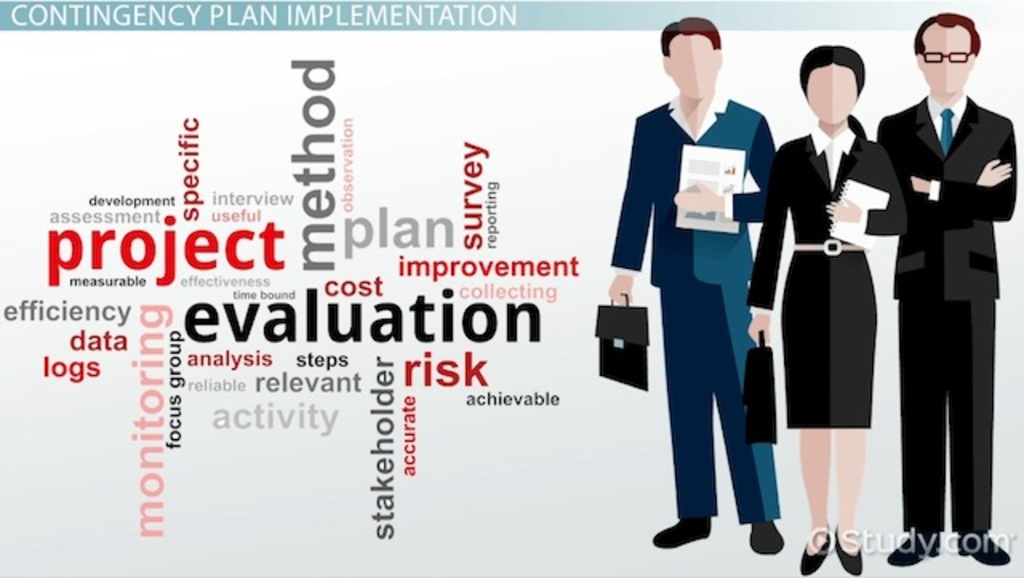 CONTINGENCY PLAN IMPLEMENTATION
method
specific
observation
survey
development
interview
reporting
assessment
useful
plan
project
improvement
measurable
effectiveness
cost
collecting
time bound
efficiency
evaluation
monitoring
data
focus group
analysis
steps
risk
logs
reliable
relevant
stakeholder
achievable
accurate
activity
Study.com